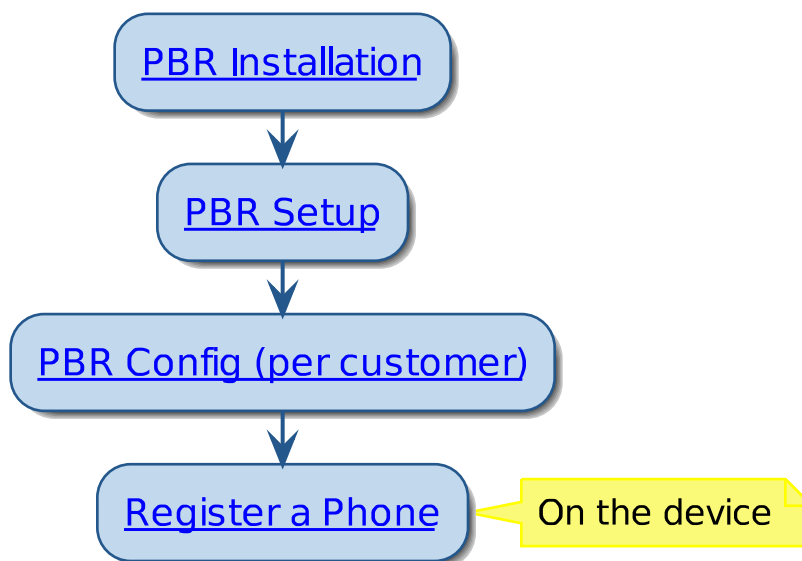 PBR Installation
PBR Setup
PBR Config (per customer)
Register a Phone
On the device